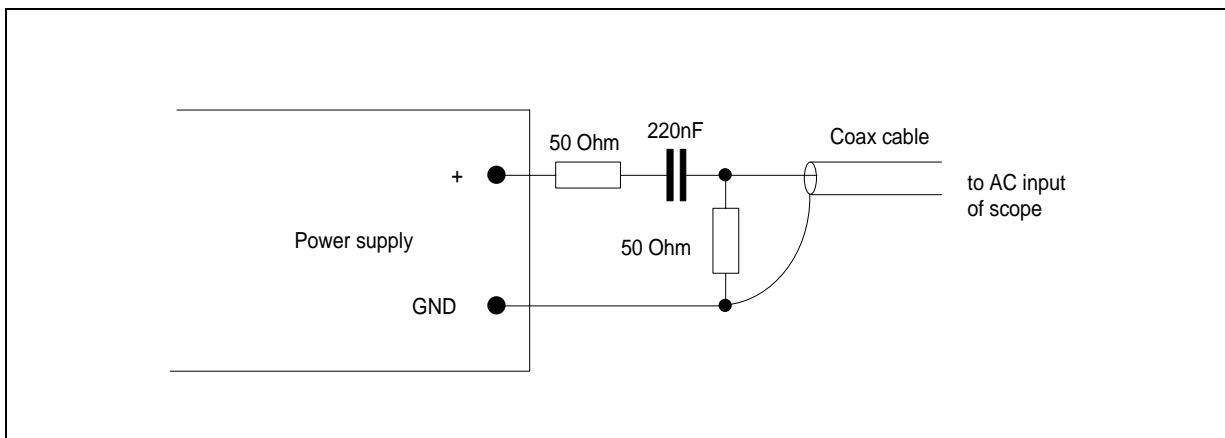 50 Ohm
220nF
Coax cable
+
to AC input
of scope
Power supply
50 Ohm
GND